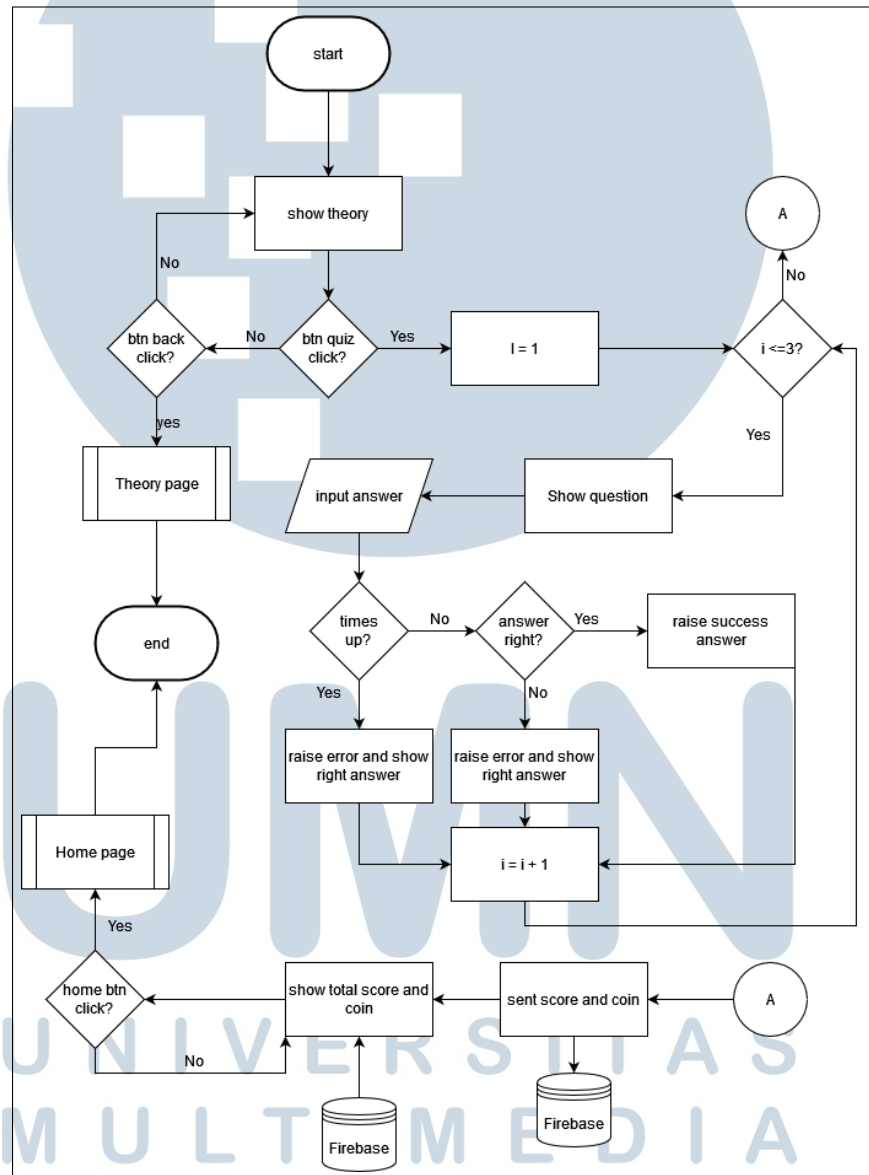 start
show theory
A
No
No
btn back
click?
No
btn quiz
click?
Yes
I = 1
i <=3?
yes
Yes
Theory page
input answer
Show question
times
up?
No
answer
right?
Yes
raise success
answer
end
Yes
No
raise error and show
right answer
raise error and show
right answer
Home page
i = i + 1
Yes
home btn
click?
show total score and
coin
sent score and coin
A
No
Firebase
Firebase
UMN
UNIVERSITAS
MULTIMEDIA